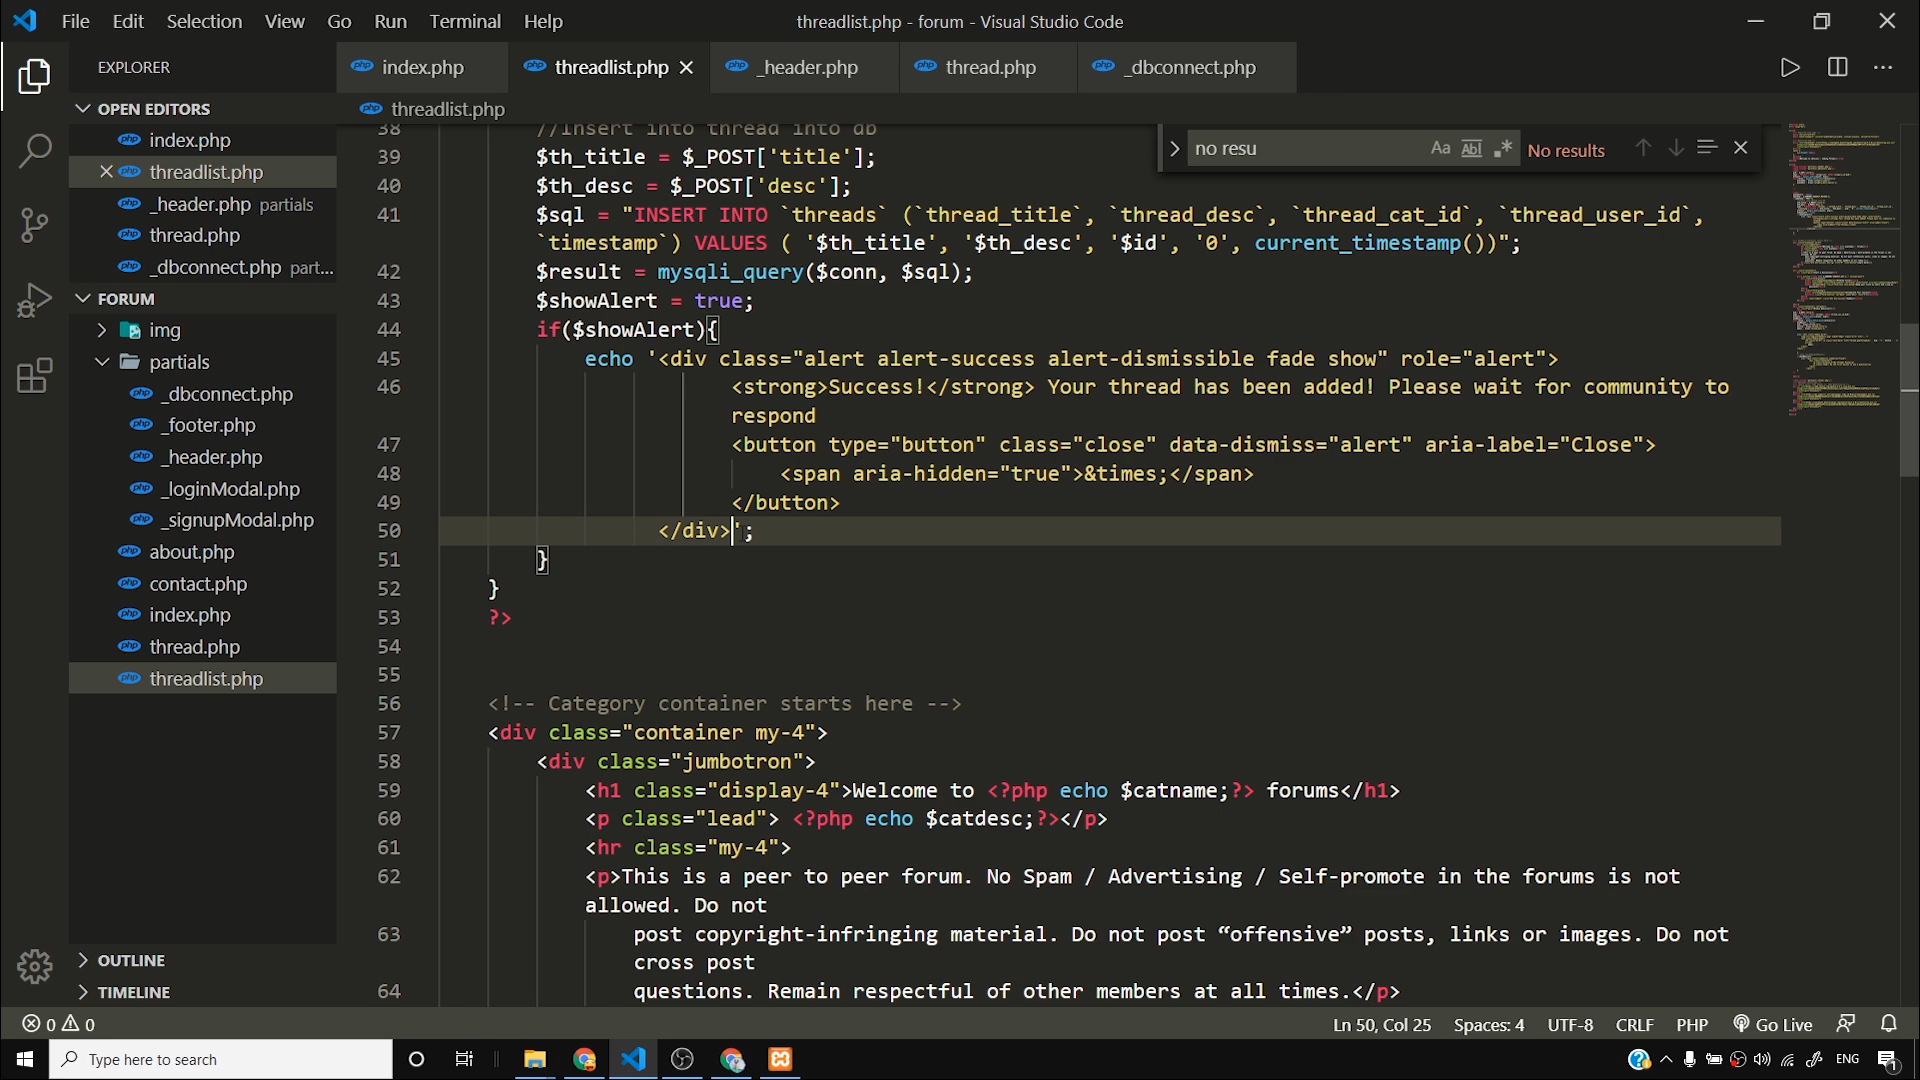 File Edit Selection View Go Run Terminal Help
threadlist.php - forum - Visual Studio Code
EXPLORER
index.php
threadlist.php
_header.php
thread.php
_dbconnect.php
OPEN EDITORS
index.php
threadlist.php
_header.php partials
thread.php
_dbconnect.php part...
FORUM
img
partials
_dbconnect.php
_footer.php
_header.php
_loginModal.php
_signupModal.php
about.php
contact.php
index.php
thread.php
threadlist.php
OUTLINE
TIMELINE
threadlist.php
no resu
Aa Abl .*
No results
38 //Insert into thread into db
39 $th_title = $_POST['title'];
40 $th_desc = $_POST['desc'];
41 $sql = "INSERT INTO `threads` (`thread_title`, `thread_desc`, `thread_cat_id`, `thread_user_id`,
`timestamp`) VALUES ( '$th_title', '$th_desc', '$id', '0', current_timestamp())";
42 $result = mysqli_query($conn, $sql);
43 $showAlert = true;
44 if($showAlert){
45 echo '<div class="alert alert-success alert-dismissible fade show" role="alert">
46 <strong>Success!</strong> Your thread has been added! Please wait for community to
respond
47 <button type="button" class="close" data-dismiss="alert" aria-label="Close">
48 <span aria-hidden="true">&times;</span>
49 </button>
50 </div>';
51 }
52 }
53 ?>
54
55
56 <!-- Category container starts here -->
57 <div class="container my-4">
58 <div class="jumbotron">
59 <h1 class="display-4">Welcome to <?php echo $catname;?> forums</h1>
60 <p class="lead"> <?php echo $catdesc;?></p>
61 <hr class="my-4">
62 <p>This is a peer to peer forum. No Spam / Advertising / Self-promote in the forums is not
allowed. Do not
63 post copyright-infringing material. Do not post “offensive” posts, links or images. Do not
cross post
64 questions. Remain respectful of other members at all times.</p>
0 0
Ln 50, Col 25 Spaces: 4 UTF-8 CRLF PHP Go Live
Type here to search
ENG
1